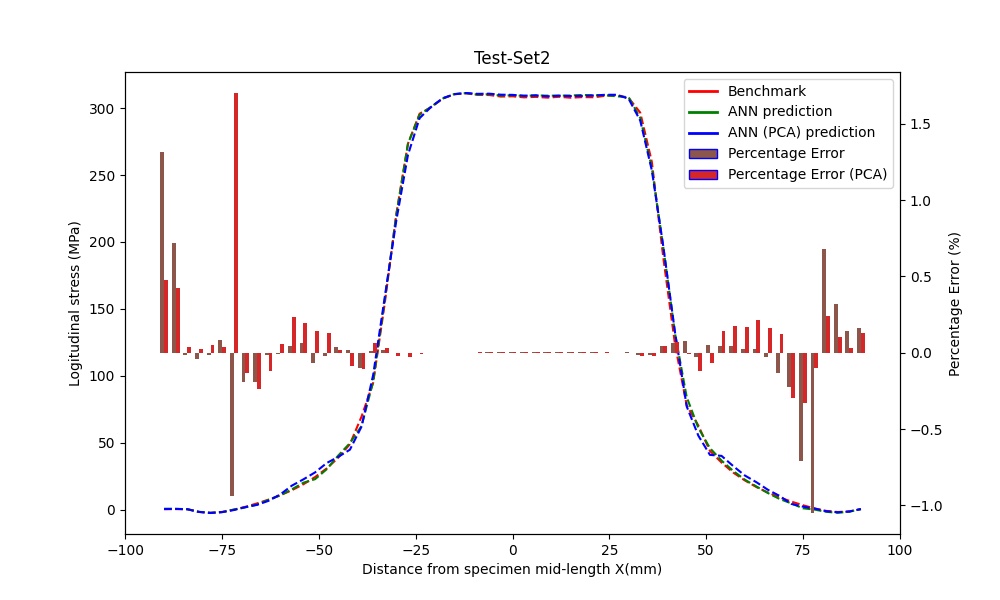 Test-Set2
Benchmark
ANN prediction
ANN (PCA) prediction
Percentage Error
Percentage Error (PCA)
300
250
200
150
100
50
0
Logitudinal stress (MPa)
1.5
1.0
0.5
0.0
−0.5
−1.0
Percentage Error (%)
−100 −75 −50 −25 0 25 50 75 100
Distance from specimen mid-length X(mm)